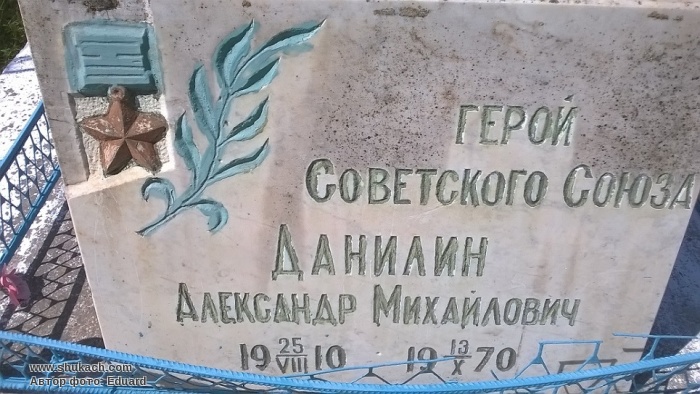 ГЕРОЙ
СОВЕТСКОГО СОЮЗА
ДАНИЛИН
АЛЕКСАНДР МИХАЙЛОВИЧ
19 25/VIII 10 19 13/X 70
www.shukach.com
Автор фото: Eduard